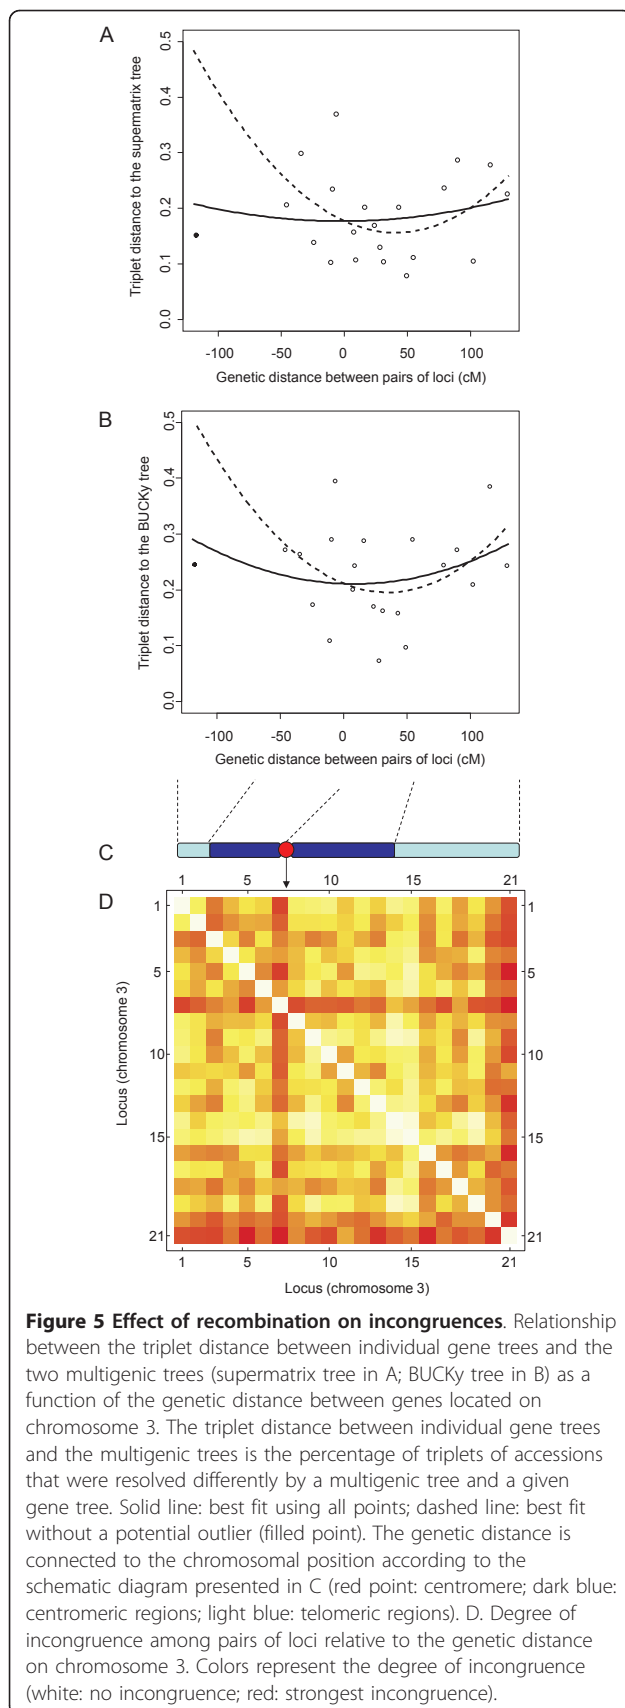 A
Triplet distance to the supermatrix tree
0.5
0.4
0.3
0.2
0.1
0.0
-100 -50 0 50 100
Genetic distance between pairs of loci (cM)
B
Triplet distance to the BUCKy tree
0.5
0.4
0.3
0.2
0.1
0.0
-100 -50 0 50 100
Genetic distance between pairs of loci (cM)
C
D
1 5 10 15 21
Locus (chromosome 3)
1 1
5 5
10 10
15 15
21 21
1 5 10 15 21
Locus (chromosome 3)
Figure 5 Effect of recombination on incongruences. Relationship
between the triplet distance between individual gene trees and the
two multigenic trees (supermatrix tree in A; BUCKy tree in B) as a
function of the genetic distance between genes located on
chromosome 3. The triplet distance between individual gene trees
and the multigenic trees is the percentage of triplets of accessions
that were resolved differently by a multigenic tree and a given
gene tree. Solid line: best fit using all points; dashed line: best fit
without a potential outlier (filled point). The genetic distance is
connected to the chromosomal position according to the
schematic diagram presented in C (red point: centromere; dark blue:
centromeric regions; light blue: telomeric regions). D. Degree of
incongruence among pairs of loci relative to the genetic distance
on chromosome 3. Colors represent the degree of incongruence
(white: no incongruence; red: strongest incongruence).